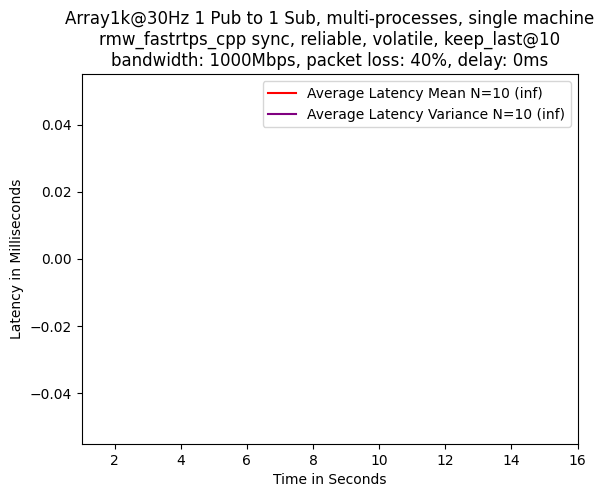 Array1k@30Hz 1 Pub to 1 Sub, multi-processes, single machine
rmw_fastrtps_cpp sync, reliable, volatile, keep_last@10
bandwidth: 1000Mbps, packet loss: 40%, delay: 0ms
Average Latency Mean N=10 (inf)
Average Latency Variance N=10 (inf)
Latency in Milliseconds
0.04
0.02
0.00
−0.02
−0.04
2 4 6 8 10 12 14 16
Time in Seconds